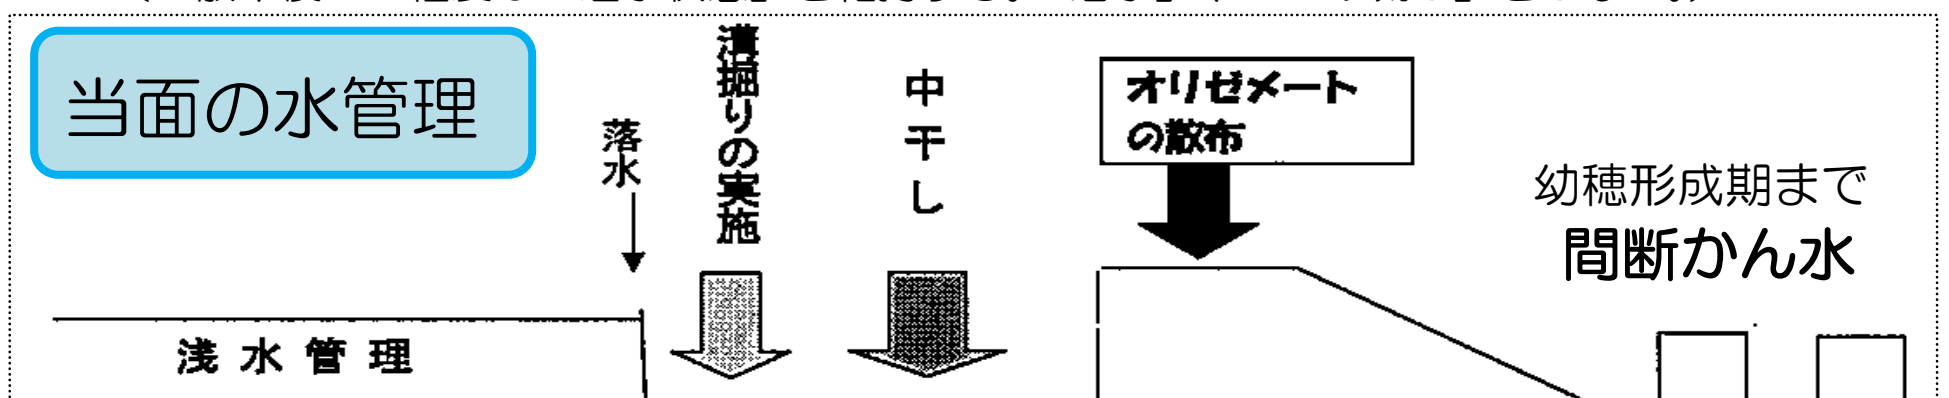 当面の水管理
落水
溝掘りの実施
中干し
オリゼメート
の散布
幼穂形成期まで
間断かん水
浅水管理